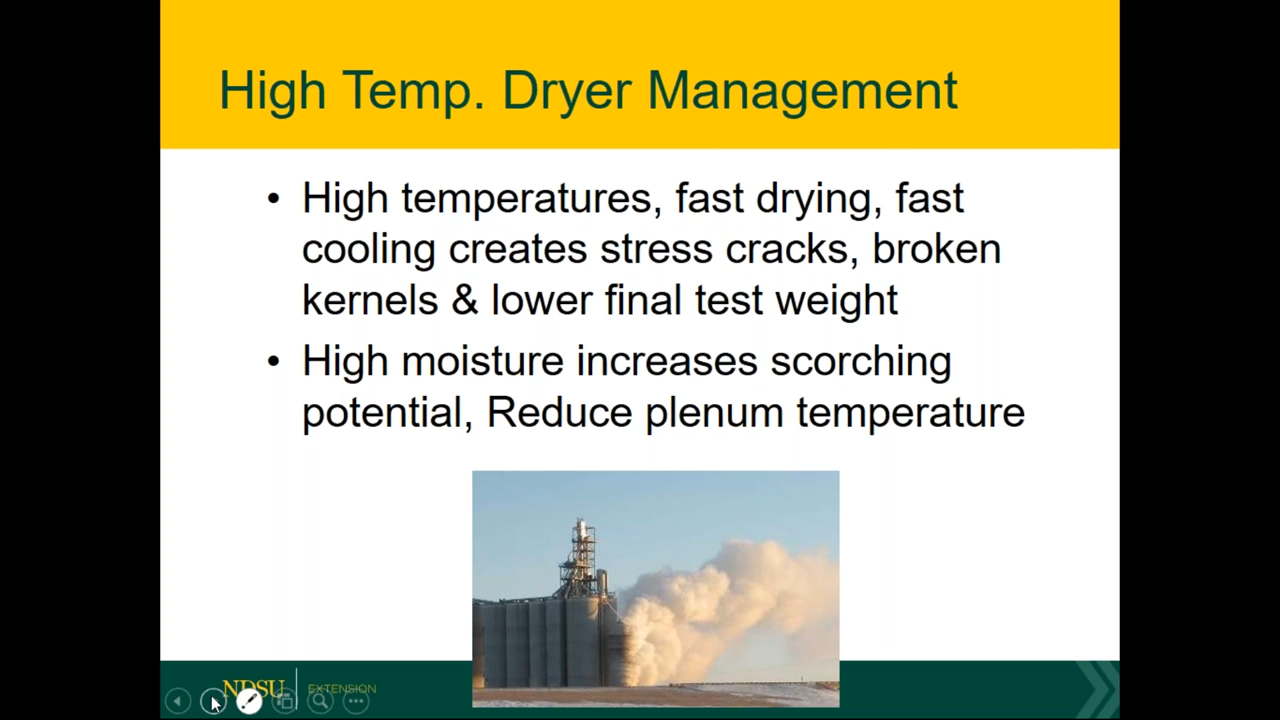 High Temp. Dryer Management
• High temperatures, fast drying, fast
cooling creates stress cracks, broken
kernels & lower final test weight
• High moisture increases scorching
potential, Reduce plenum temperature
NDSU EXTENSION